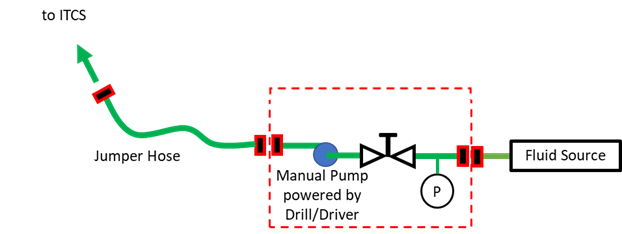 to ITCS
Jumper Hose
Manual Pump
powered by
Drill/Driver
P
Fluid Source